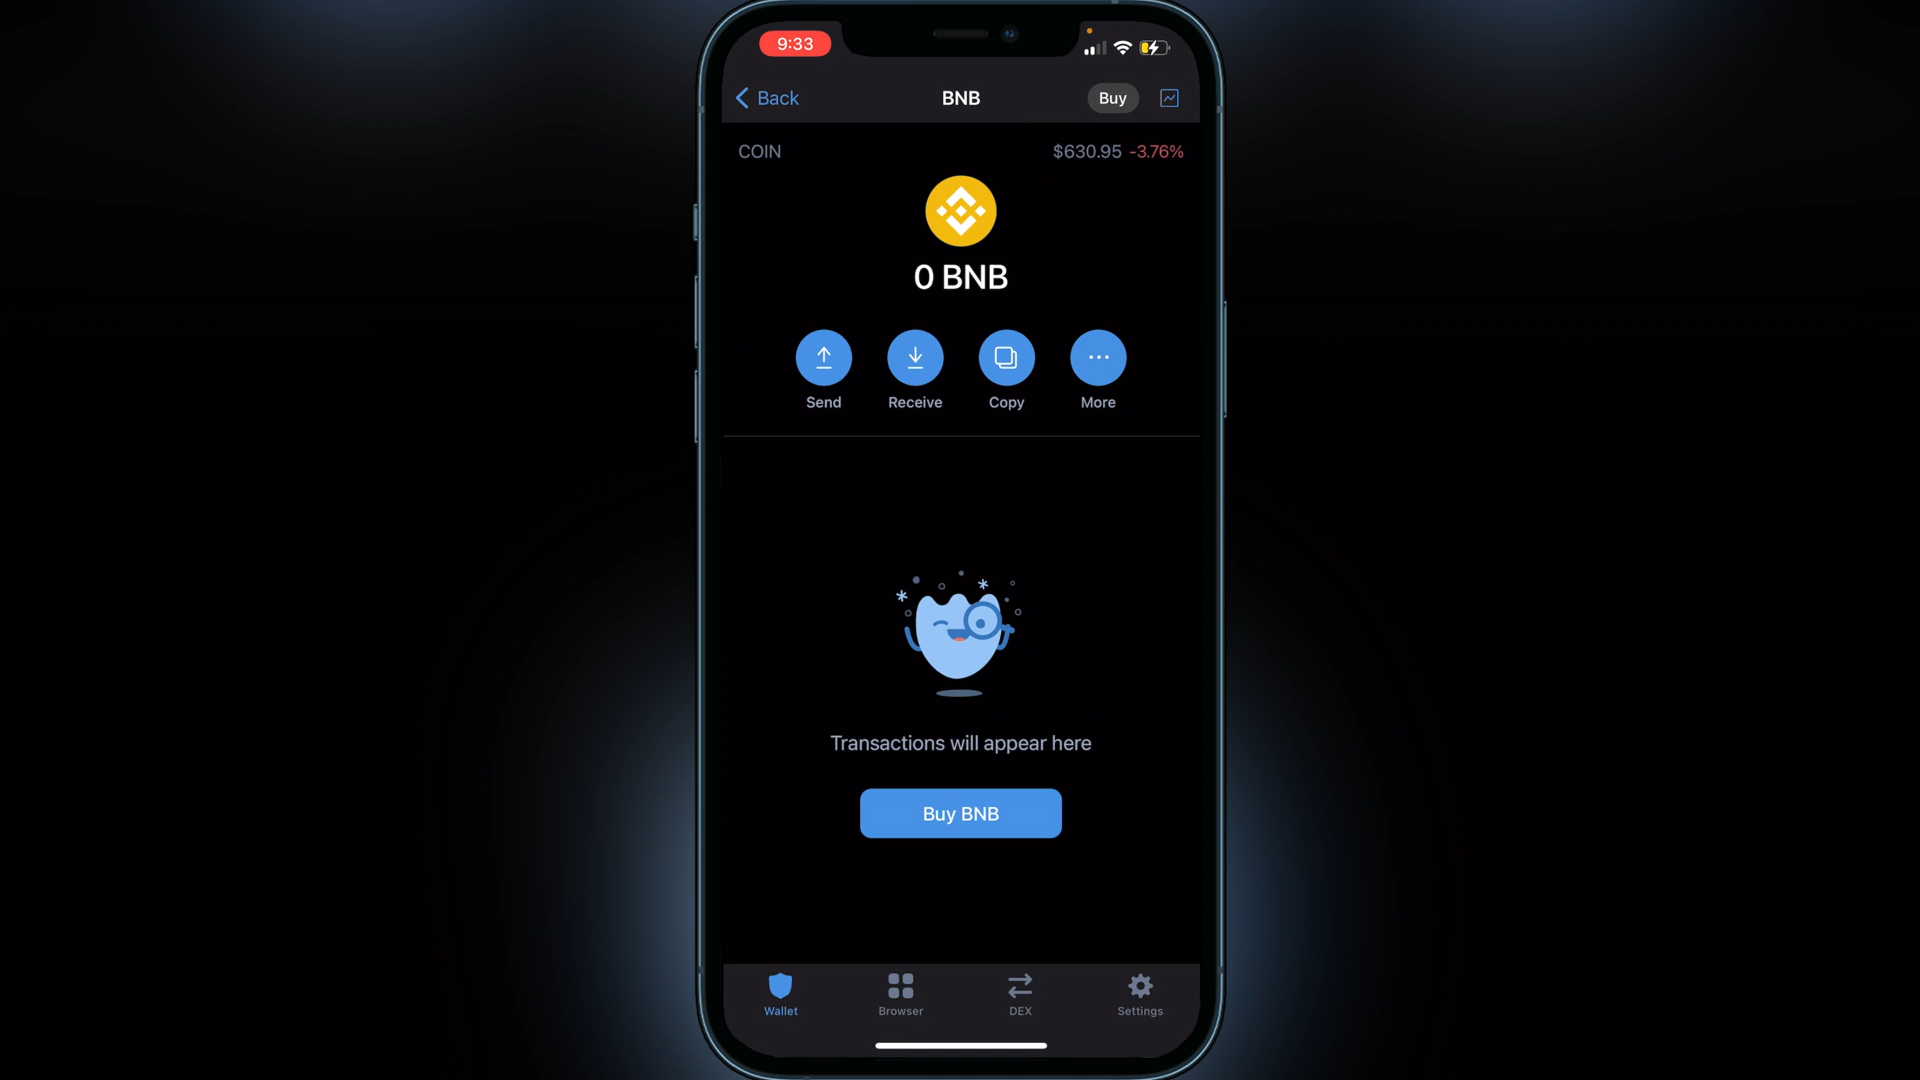 9:33
Back
BNB
Buy
COIN
$630.95 -3.76%
0 BNB
Send
Receive
Copy
More
Transactions will appear here
Buy BNB
Wallet
Browser
DEX
Settings